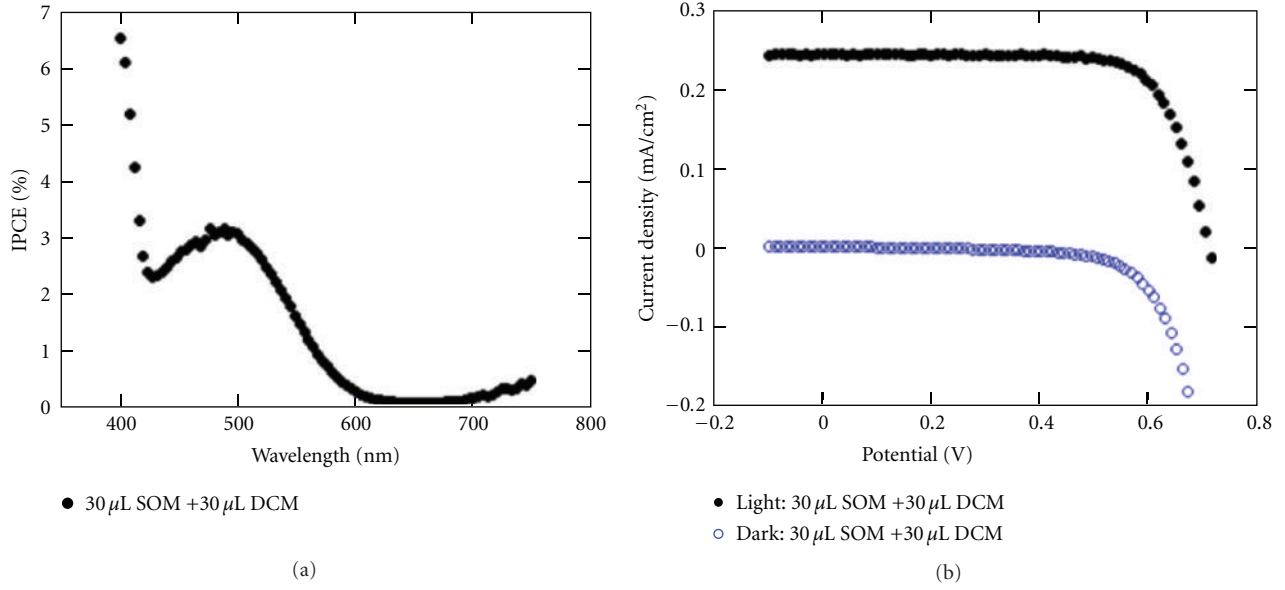 7
6
5
4
3
2
1
0
IPCE (%)
400
500
600
700
800
Wavelength (nm)
30 μL SOM +30 μL DCM
(a)
0.3
0.2
0.1
0
−0.1
−0.2
Current density (mA/cm²)
−0.2
0
0.2
0.4
0.6
0.8
Potential (V)
Light: 30 μL SOM +30 μL DCM
Dark: 30 μL SOM +30 μL DCM
(b)